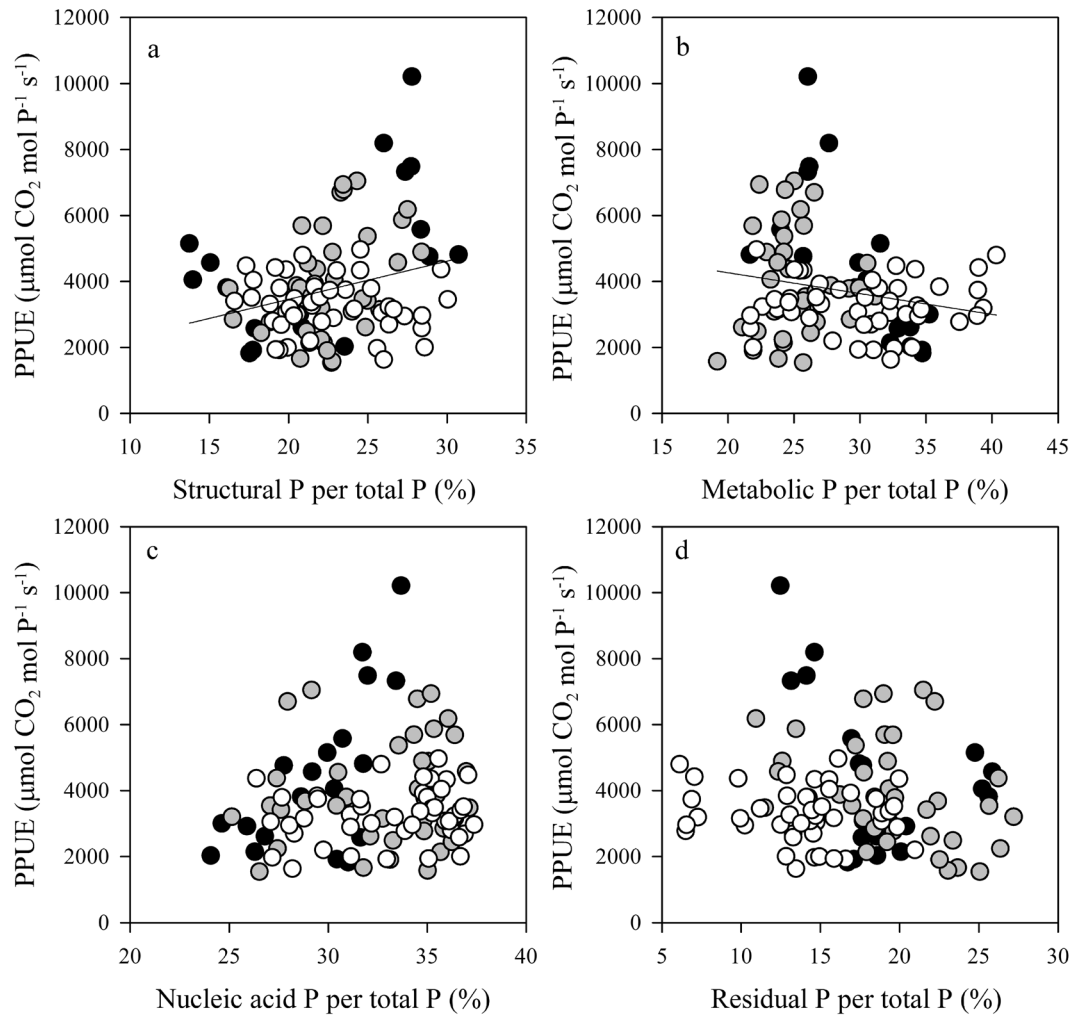 12000
10000
8000
6000
4000
2000
0
PPUE (μmol CO₂ mol P⁻¹ s⁻¹)
a
10 15 20 25 30 35
Structural P per total P (%)
12000
10000
8000
6000
4000
2000
0
PPUE (μmol CO₂ mol P⁻¹ s⁻¹)
b
15 20 25 30 35 40 45
Metabolic P per total P (%)
12000
10000
8000
6000
4000
2000
0
PPUE (μmol CO₂ mol P⁻¹ s⁻¹)
c
20 25 30 35 40
Nucleic acid P per total P (%)
12000
10000
8000
6000
4000
2000
0
PPUE (μmol CO₂ mol P⁻¹ s⁻¹)
d
5 10 15 20 25 30
Residual P per total P (%)